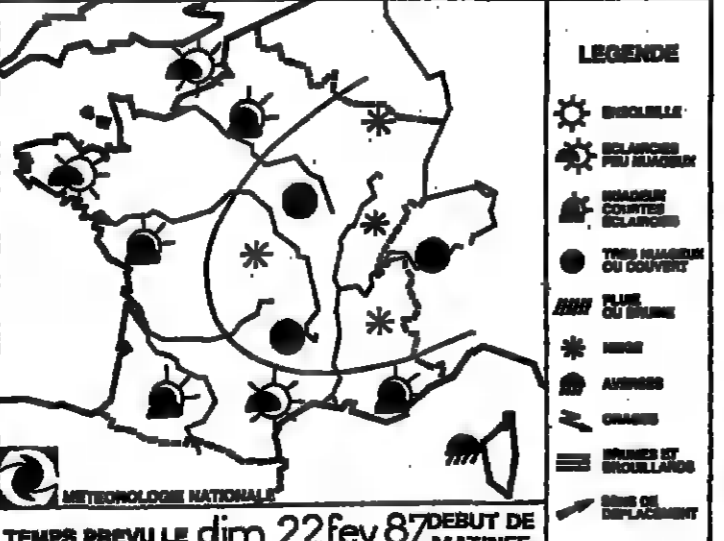 LEGENDE
ENSOLEILLE
ECLAIRCIES
PEU NUAGEUX
NUAGEUX
COURTES
ECLAIRCIES
TRES NUAGEUX
OU COUVERT
PLUIE
OU BRUINE
NEIGE
AVERSES
ORAGES
BRUMES ET
BROUILLARDS
SENS DE
DEPLACEMENT
METEOROLOGIE NATIONALE
TEMPS PREVU LE dim 22 fev 87 DEBUT DE
MATINEE